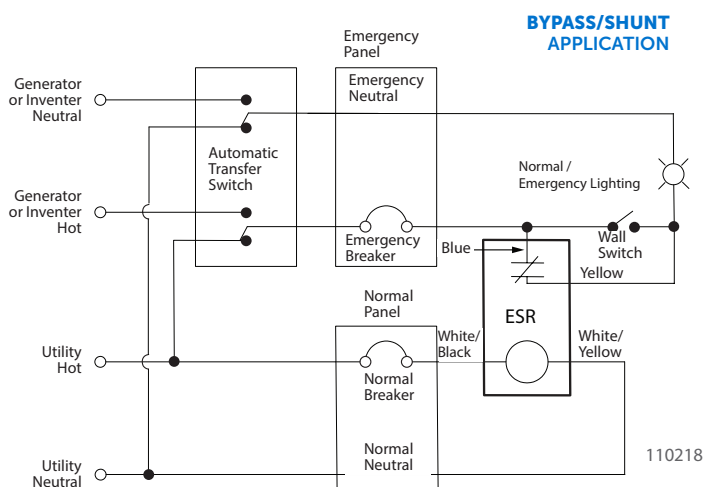 BYPASS/SHUNT
APPLICATION
Emergency
Panel
Emergency
Neutral
Generator
or Inventer
Neutral
Automatic
Transfer
Switch
Normal /
Emergency Lighting
Generator
or Inventer
Hot
Emergency
Breaker
Blue
Wall
Switch
Yellow
Normal
Panel
ESR
White/
Black
White/
Yellow
Utility
Hot
Normal
Breaker
Normal
Neutral
110218
Utility
Neutral